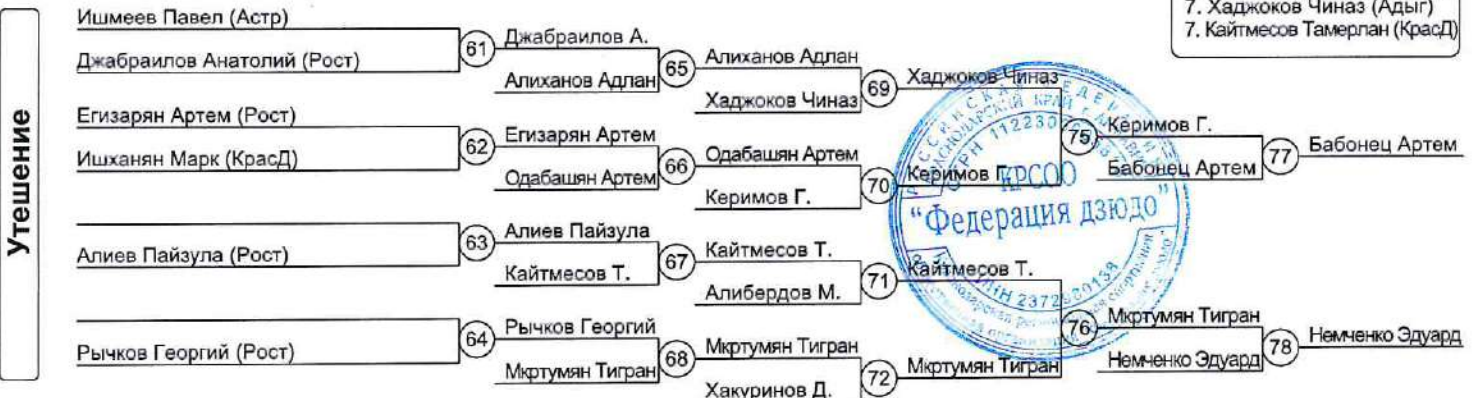 Утешение
7. Хаджоков Чиназ (Адыг)
7. Кайтмесов Тамерлан (КрасД)
Ишмеев Павел (Астр)
Джабраилов Анатолий (Рост)
61
Джабраилов А.
Алиханов Адлан
65
Алиханов Адлан
Хаджоков Чиназ
69
Хаджоков Чиназ
Егизарян Артем (Рост)
Ишханян Марк (КрасД)
62
Егизарян Артем
Одабашян Артем
66
Одабашян Артем
Керимов Г.
70
Керимов Г.
75
Керимов Г.
Бабонец Артем
77
Бабонец Артем
Алиев Пайзула (Рост)
63
Алиев Пайзула
Кайтмесов Т.
67
Кайтмесов Т.
Алибердов М.
71
Кайтмесов Т.
Рычков Георгий (Рост)
64
Рычков Георгий
Мкртумян Тигран
68
Мкртумян Тигран
Хакуринов Д.
72
Мкртумян Тигран
76
Мкртумян Тигран
Немченко Эдуард
78
Немченко Эдуард
КРСОО
"Федерация дзюдо"